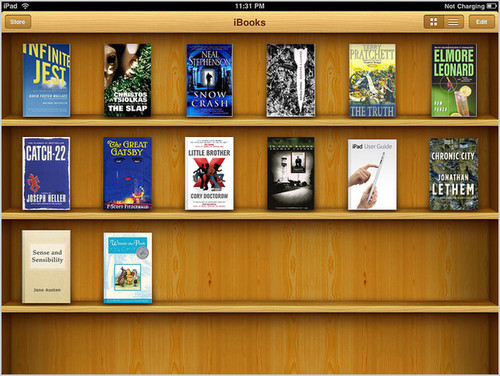 iPad 11:31 PM Not Charging
Store iBooks Edit
INFINITE
JEST
DAVID FOSTER WALLACE
CHRISTOS
TSIOLKAS
THE SLAP
NEAL
STEPHENSON
SNOW
CRASH
TERRY
PRATCHETT
THE TRUTH
ELMORE
LEONARD
RUM
PUNCH
CATCH-22
JOSEPH HELLER
The GREAT
GATSBY
F·SCOTT FITZGERALD
LITTLE BROTHER
CORY DOCTOROW
iPad User Guide
CHRONIC CITY
JONATHAN
LETHEM
Sense and
Sensibility
Jane Austen
Winnie-the-Pooh